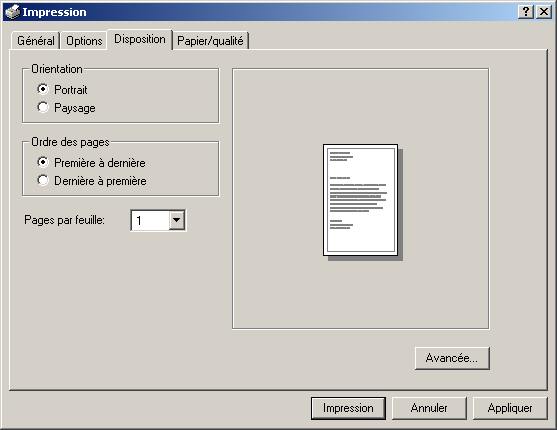 Impression
Général
Options
Disposition
Papier/qualité
Orientation
Portrait
Paysage
Ordre des pages
Première à dernière
Dernière à première
Pages par feuille:
1
Avancée...
Impression
Annuler
Appliquer